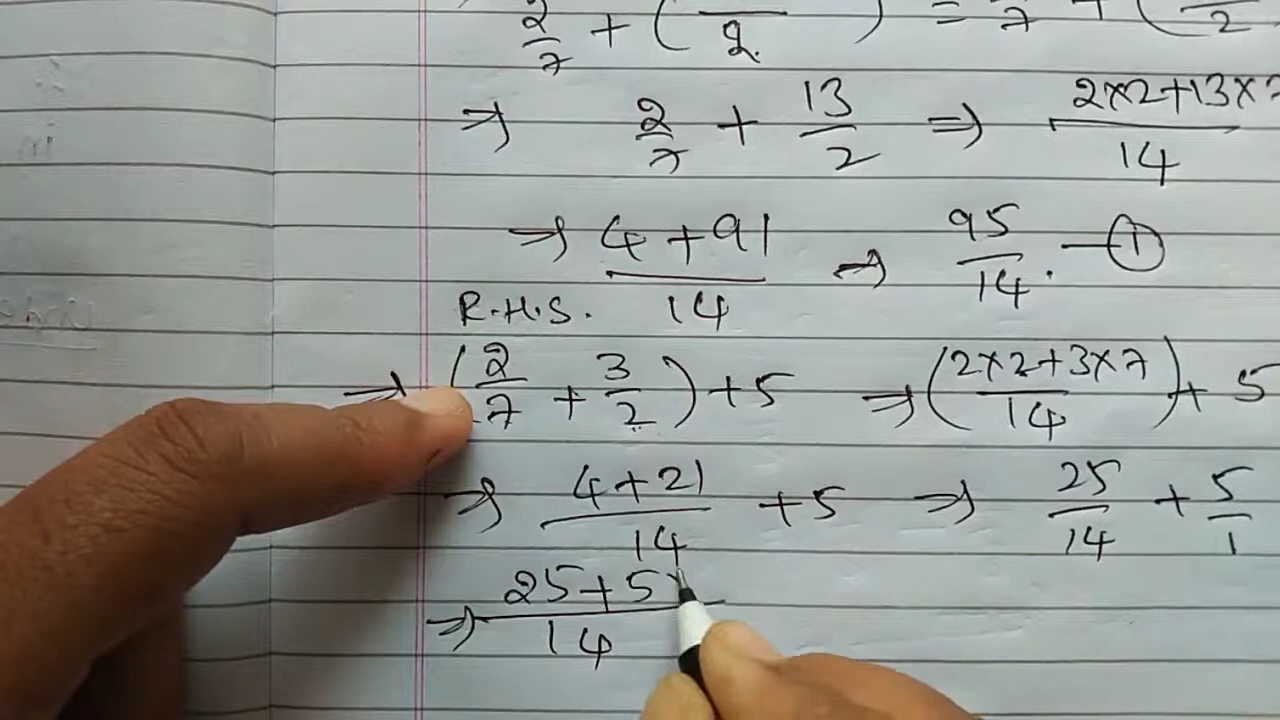 2/7 + ( /2 ) = /7 + ( /2
⇒ 2/7 + 13/2 ⇒ 2×2+13×7/14
⇒ 4+91/14 ⇒ 95/14. —①
R.H.S.
⇒ (2/7 + 3/2) + 5 ⇒ (2×2+3×7/14) + 5
⇒ 4+21/14 + 5 ⇒ 25/14 + 5/1
⇒ 25+5×/14